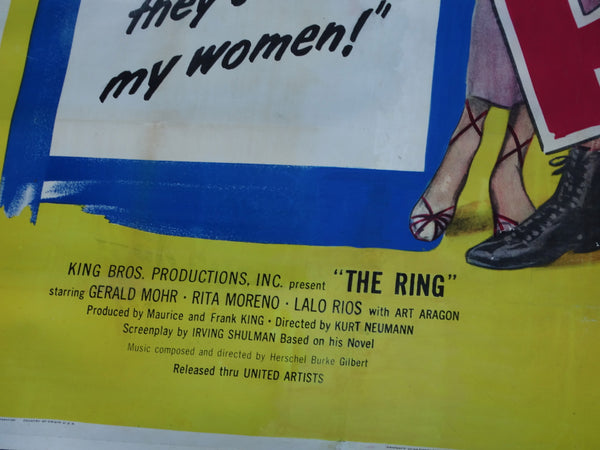 my women!"
KING BROS. PRODUCTIONS, INC. present "THE RING"
starring GERALD MOHR · RITA MORENO · LALO RIOS with ART ARAGON
Produced by Maurice and Frank KING · Directed by KURT NEUMANN
Screenplay by IRVING SHULMAN Based on his Novel
Music composed and directed by Herschel Burke Gilbert
Released thru UNITED ARTISTS